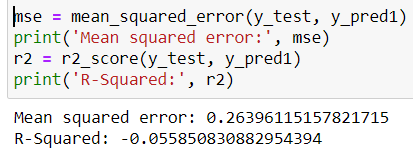 mse = mean_squared_error(y_test, y_pred1)
print('Mean squared error:', mse)
r2 = r2_score(y_test, y_pred1)
print('R-Squared:', r2)
Mean squared error: 0.26396115157821715
R-Squared: -0.055850830882954394